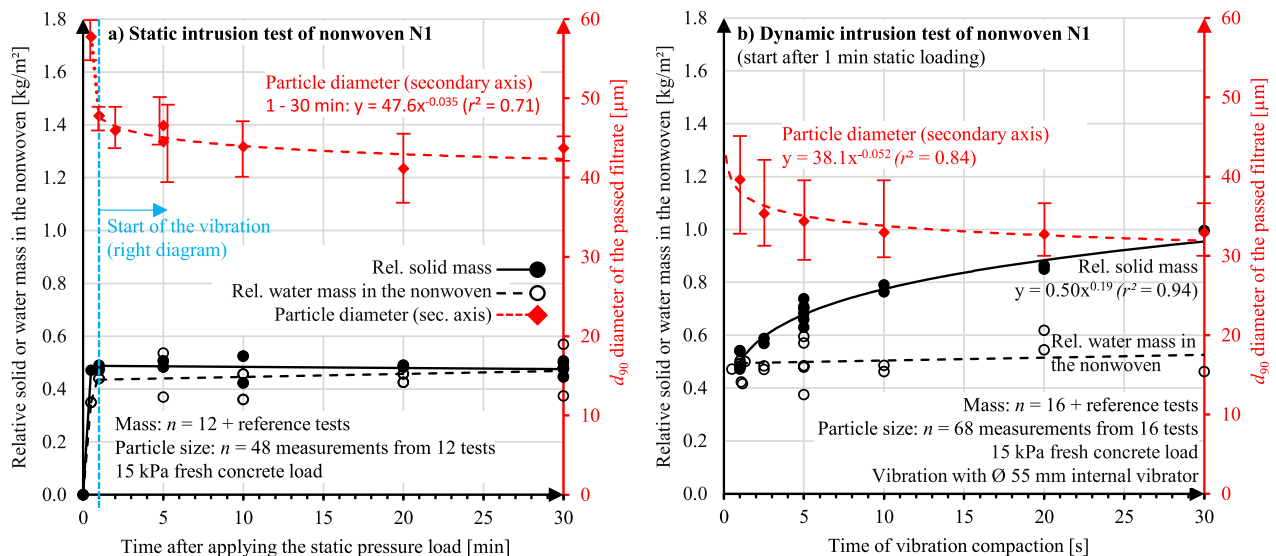 a) Static intrusion test of nonwoven N1
Relative solid or water mass in the nonwoven [kg/m²]
1.8
1.6
1.4
1.2
1.0
0.8
0.6
0.4
0.2
0.0
Particle diameter (secondary axis)
1 - 30 min: y = 47.6x^-0.035 (r² = 0.71)
Start of the vibration
(right diagram)
Rel. solid mass
Rel. water mass in the nonwoven
Particle diameter (sec. axis)
Mass: n = 12 + reference tests
Particle size: n = 48 measurements from 12 tests
15 kPa fresh concrete load
60
50
40
30
20
10
0
d90 diameter of the passed filtrate [µm]
0 5 10 15 20 25 30
Time after applying the static pressure load [min]
b) Dynamic intrusion test of nonwoven N1
(start after 1 min static loading)
Relative solid or water mass in the nonwoven [kg/m²]
1.8
1.6
1.4
1.2
1.0
0.8
0.6
0.4
0.2
0.0
Particle diameter (secondary axis)
y = 38.1x^-0.052 (r² = 0.84)
Rel. solid mass
y = 0.50x^0.19 (r² = 0.94)
Rel. water mass in
the nonwoven
Mass: n = 16 + reference tests
Particle size: n = 68 measurements from 16 tests
15 kPa fresh concrete load
Vibration with Ø 55 mm internal vibrator
60
50
40
30
20
10
0
d90 diameter of the passed filtrate [µm]
0 5 10 15 20 25 30
Time of vibration compaction [s]